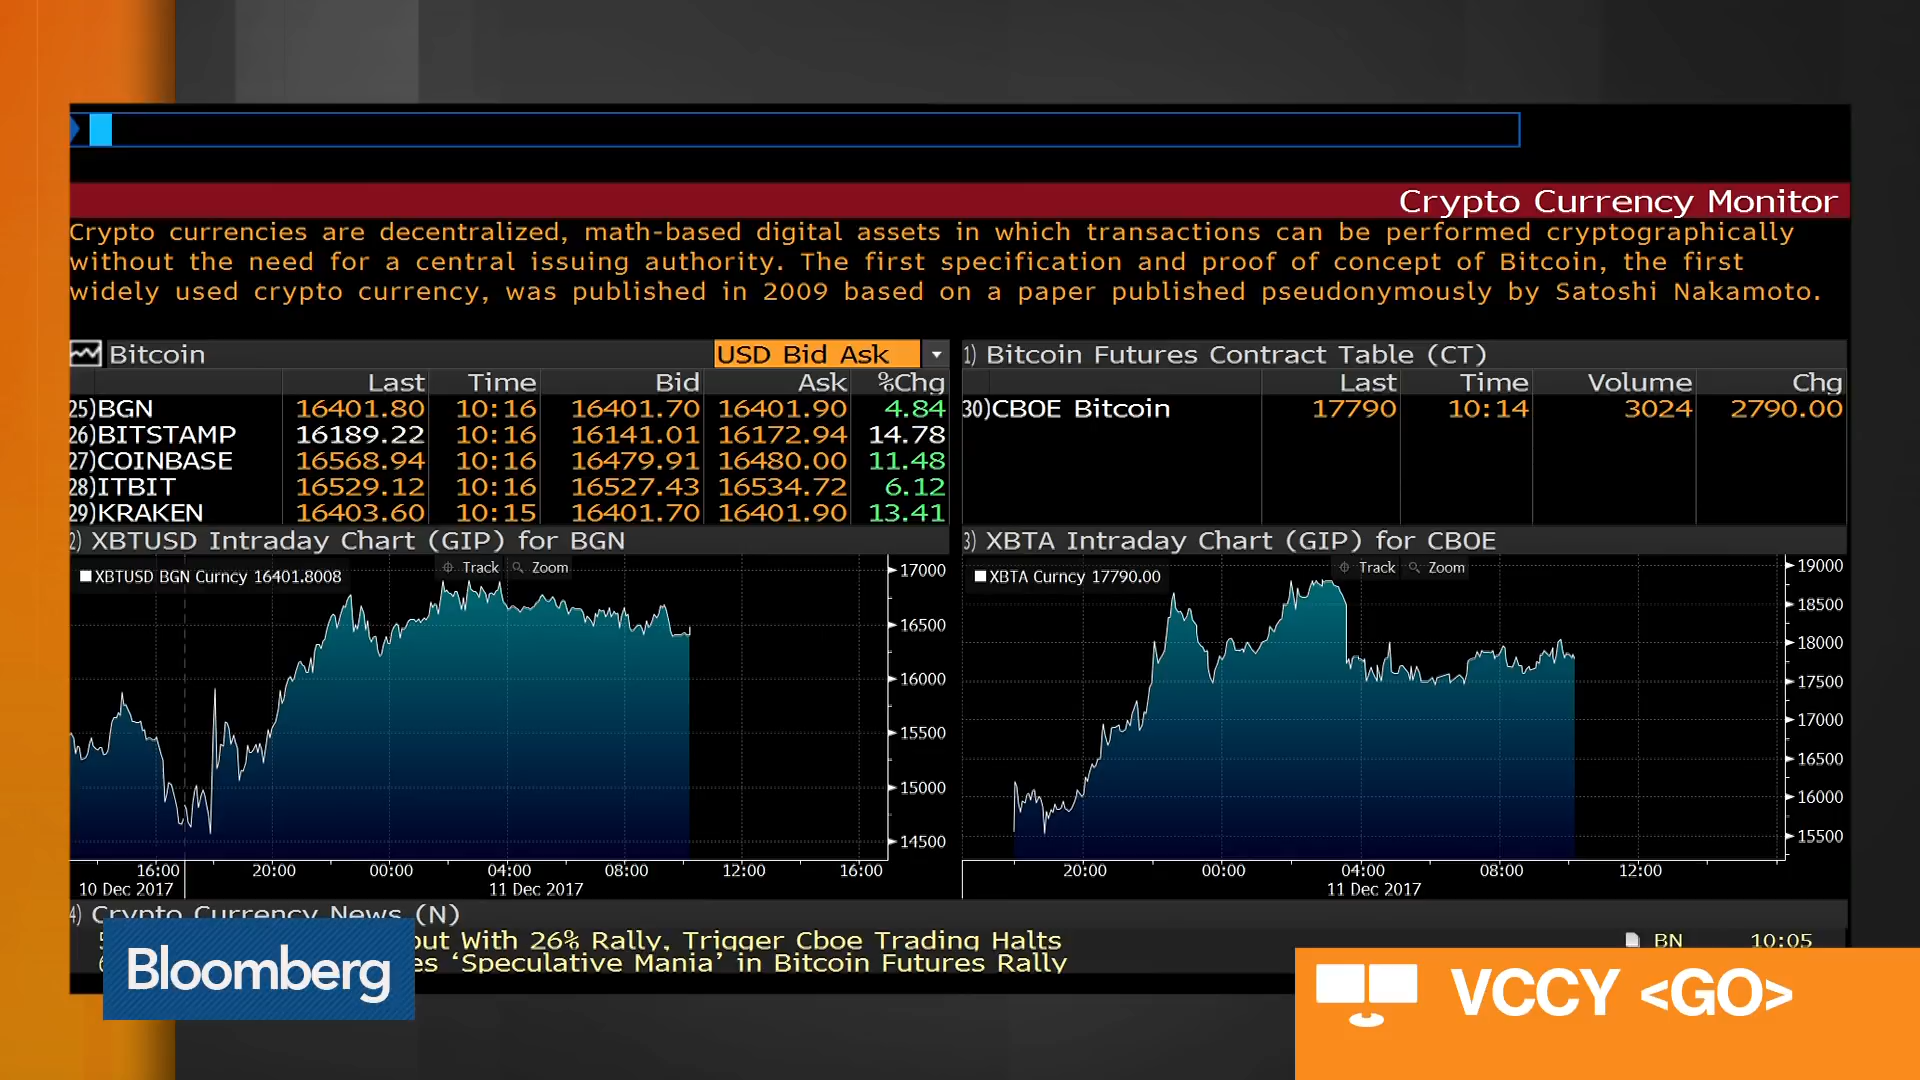 Crypto Currency Monitor
Crypto currencies are decentralized, math-based digital assets in which transactions can be performed cryptographically
without the need for a central issuing authority. The first specification and proof of concept of Bitcoin, the first
widely used crypto currency, was published in 2009 based on a paper published pseudonymously by Satoshi Nakamoto.
Bitcoin USD Bid Ask
Last Time Bid Ask %Chg
25)BGN 16401.80 10:16 16401.70 16401.90 4.84
26)BITSTAMP 16189.22 10:16 16141.01 16172.94 14.78
27)COINBASE 16568.94 10:16 16479.91 16480.00 11.48
28)ITBIT 16529.12 10:16 16527.43 16534.72 6.12
29)KRAKEN 16403.60 10:15 16401.70 16401.90 13.41
1) Bitcoin Futures Contract Table (CT)
Last Time Volume Chg
30)CBOE Bitcoin 17790 10:14 3024 2790.00
2) XBTUSD Intraday Chart (GIP) for BGN
XBTUSD BGN Curncy 16401.8008
Track Zoom
17000
16500
16000
15500
15000
14500
16:00 20:00 00:00 04:00 08:00 12:00 16:00
10 Dec 2017 11 Dec 2017
3) XBTA Intraday Chart (GIP) for CBOE
XBTA Curncy 17790.00
Track Zoom
19000
18500
18000
17500
17000
16500
16000
15500
20:00 00:00 04:00 08:00 12:00
11 Dec 2017
4) Crypto Currency News (N)
With 26% Rally, Trigger Cboe Trading Halts BN 10:05
‘Speculative Mania’ in Bitcoin Futures Rally
Bloomberg
VCCY <GO>